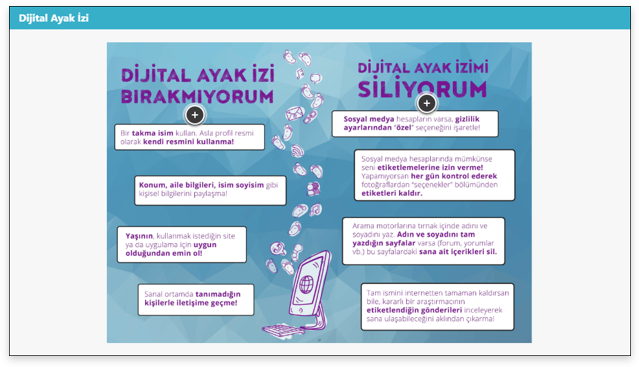 Dijital Ayak İzi
DİJİTAL AYAK İZİ
BIRAKMIYORUM
Bir takma isim kullan. Asla profil resmi
olarak kendi resmini kullanma!
Konum, aile bilgileri, isim soyisim gibi
kişisel bilgilerini paylaşma!
Yaşının, kullanmak istediğin site
ya da uygulama için uygun
olduğundan emin ol!
Sanal ortamda tanımadığın
kişilerle iletişime geçme!
DİJİTAL AYAK İZİMİ
SİLİYORUM
Sosyal medya hesapların varsa, gizlilik
ayarlarından "özel" seçeneğini işaretle!
Sosyal medya hesaplarında mümkünse
seni etiketlemelerine izin verme!
Yapamıyorsan her gün kontrol ederek
fotoğraflardan "seçenekler" bölümünden
etiketleri kaldır.
Arama motorlarına tırnak içinde adını ve
soyadını yaz. Adın ve soyadını tam
yazdığın sayfalar varsa (forum, yorumlar
vb.) bu sayfalardaki sana ait içerikleri sil.
Tam ismini internetten tamamen kaldırsan
bile, kararlı bir araştırmacının
etiketlendiğin gönderileri inceleyerek
sana ulaşabileceğini aklından çıkarma!